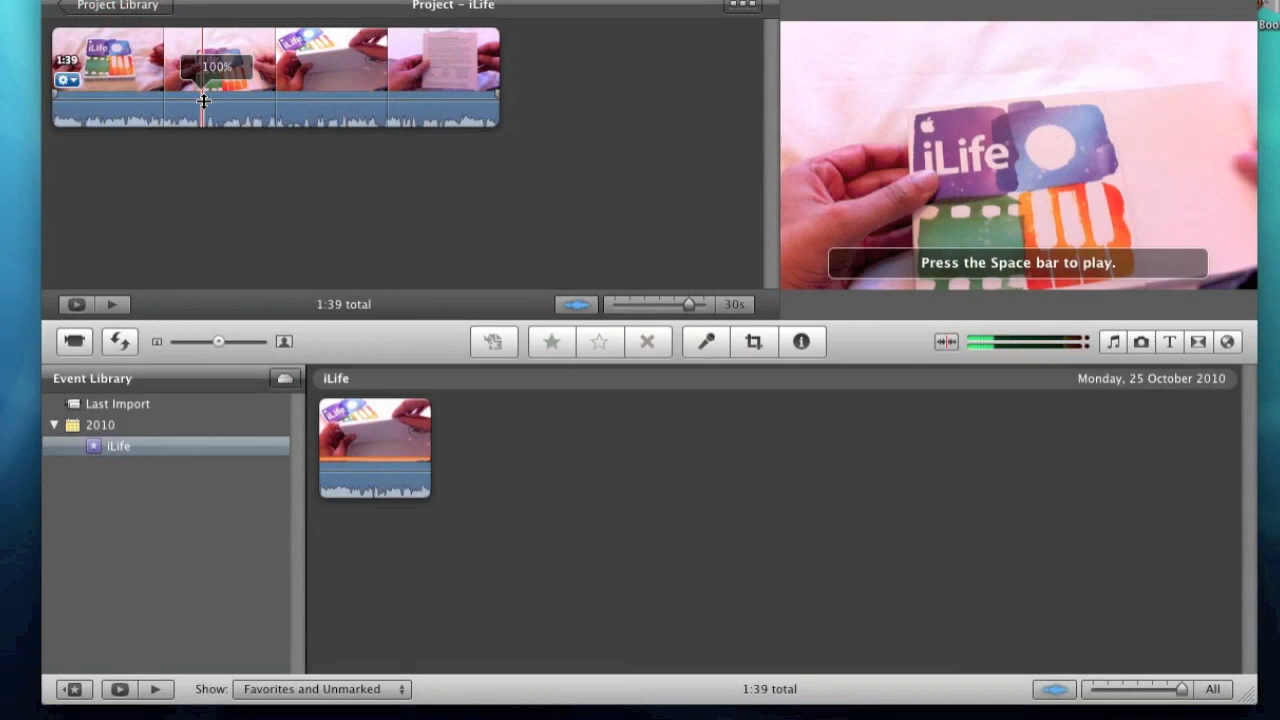 Project Library
Project – iLife
1:39
100%
iLife
Press the Space bar to play.
1:39 total
30s
Event Library
iLife
Monday, 25 October 2010
Last Import
2010
iLife
Show: Favorites and Unmarked
1:39 total
All
Boo